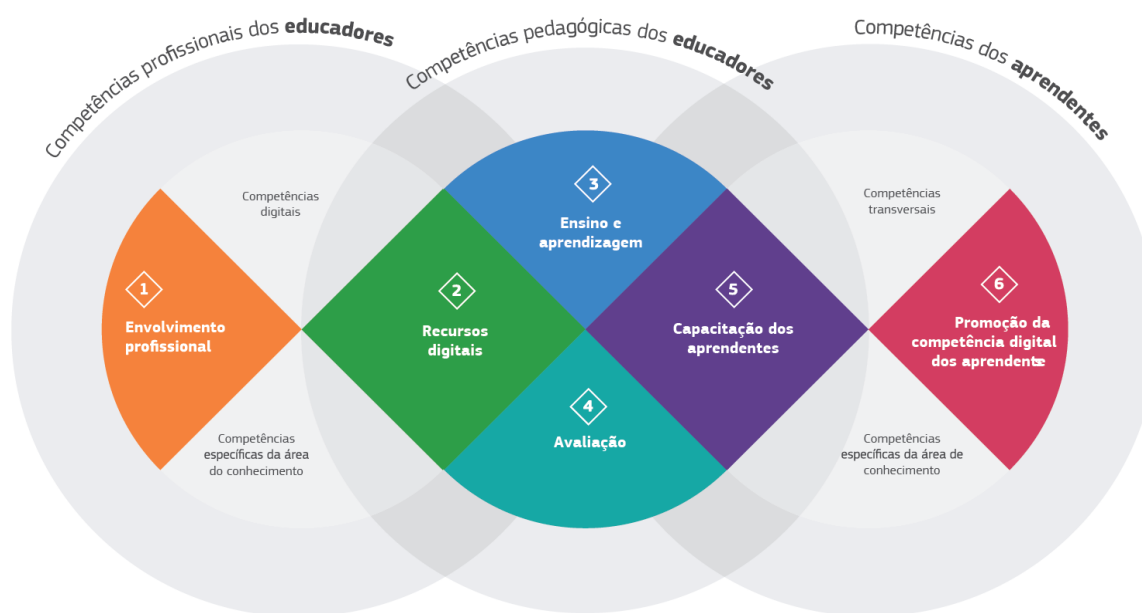 Competências profissionais dos educadores
Competências pedagógicas dos educadores
Competências dos aprendentes
Competências
digitais
Competências
específicas da área
do conhecimento
1
Envolvimento
profissional
2
Recursos
digitais
3
Ensino e
aprendizagem
4
Avaliação
5
Capacitação dos
aprendentes
Competências
transversais
Competências
específicas da área de
conhecimento
6
Promoção da
competência digital
dos aprendente